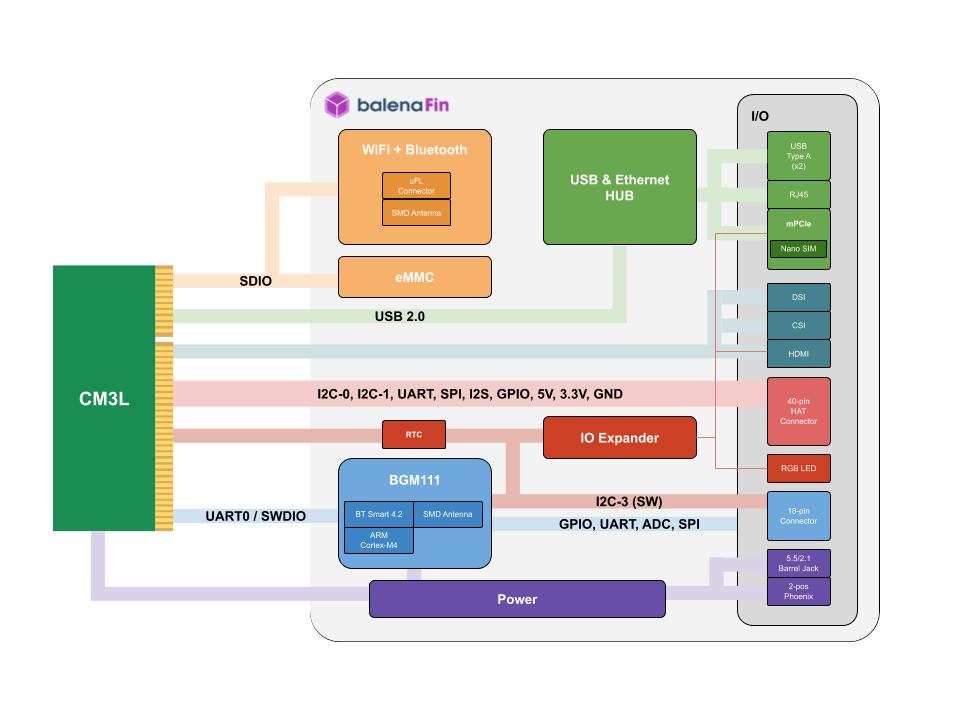 balenaFin
I/O
WiFi + Bluetooth
uFL
Connector
SMD Antenna
USB & Ethernet
HUB
USB
Type A
(x2)
RJ45
mPCIe
Nano SIM
eMMC
SDIO
USB 2.0
DSI
CSI
HDMI
CM3L
I2C-0, I2C-1, UART, SPI, I2S, GPIO, 5V, 3.3V, GND
40-pin
HAT
Connector
RTC
IO Expander
RGB LED
BGM111
BT Smart 4.2
SMD Antenna
ARM
Cortex-M4
UART0 / SWDIO
I2C-3 (SW)
GPIO, UART, ADC, SPI
18-pin
Connector
5.5/2.1
Barrel Jack
2-pos
Phoenix
Power